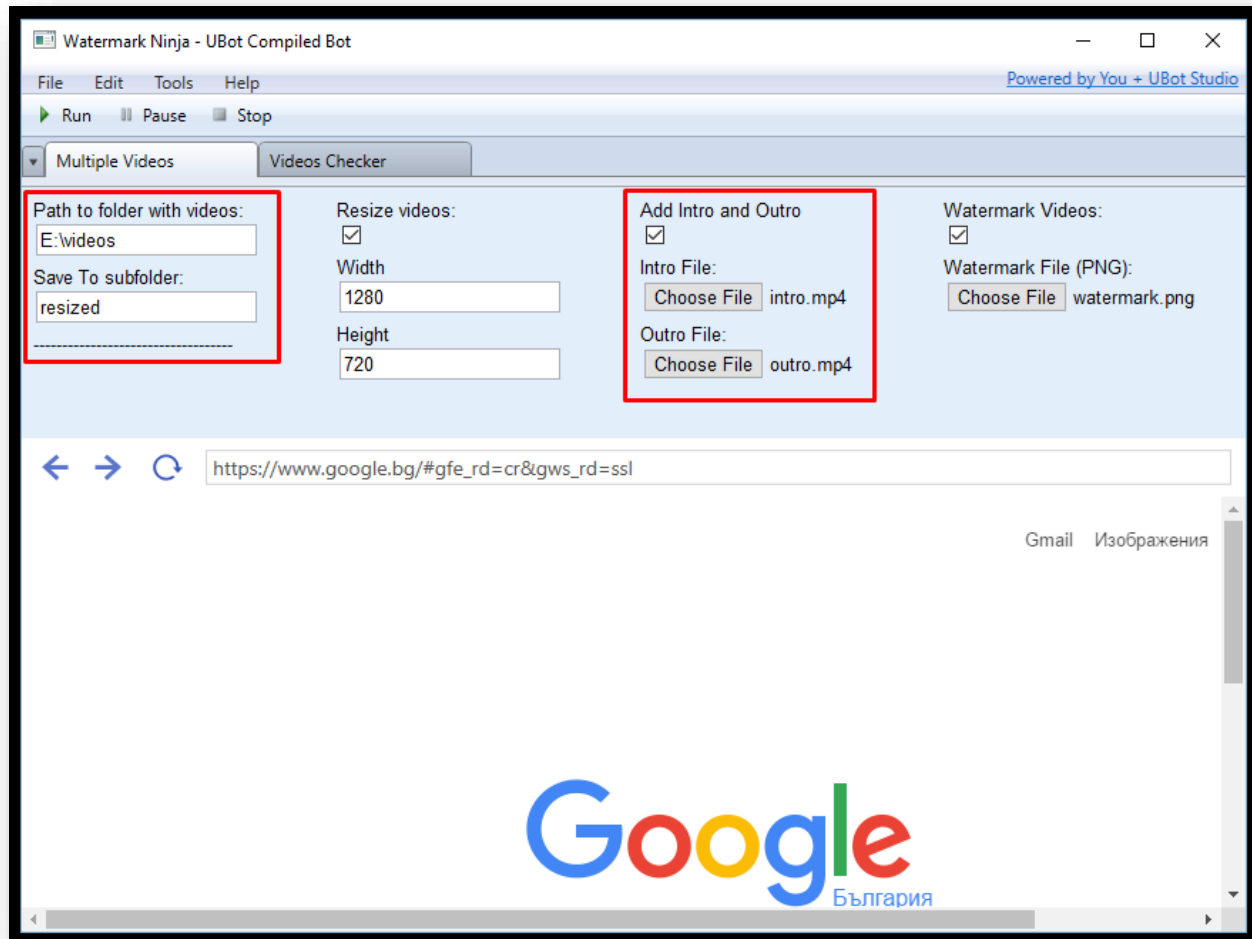 Watermark Ninja - UBot Compiled Bot
File Edit Tools Help Powered by You + UBot Studio
Run Pause Stop
Multiple Videos Videos Checker
Path to folder with videos:
E:\videos
Save To subfolder:
resized
-----------------------------------
Resize videos:
Width
1280
Height
720
Add Intro and Outro
Intro File:
Choose File intro.mp4
Outro File:
Choose File outro.mp4
Watermark Videos:
Watermark File (PNG):
Choose File watermark.png
https://www.google.bg/#gfe_rd=cr&gws_rd=ssl
Gmail Изображения
Google
България